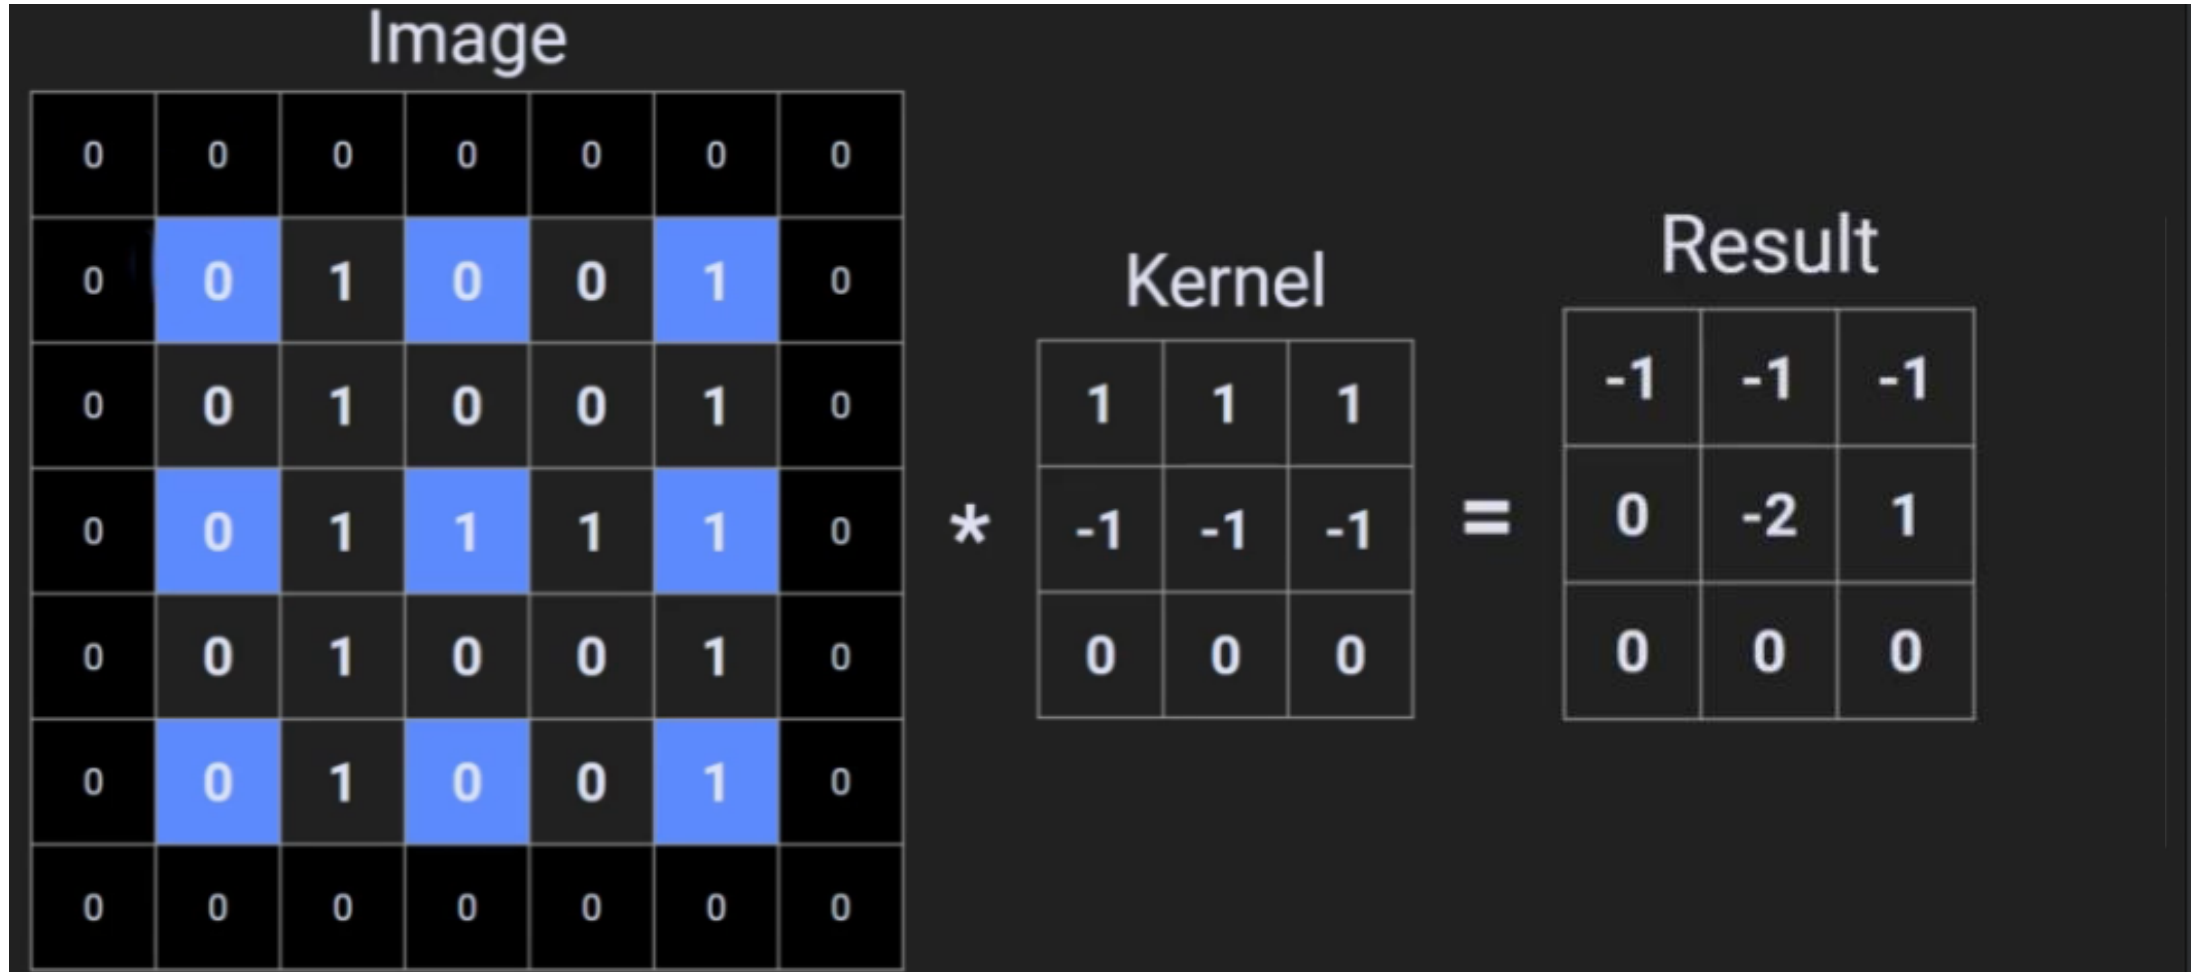 Image
0 0 0 0 0 0 0
0 0 1 0 0 1 0
0 0 1 0 0 1 0
0 0 1 1 1 1 0
0 0 1 0 0 1 0
0 0 1 0 0 1 0
0 0 0 0 0 0 0
*
Kernel
1 1 1
-1 -1 -1
0 0 0
=
Result
-1 -1 -1
0 -2 1
0 0 0